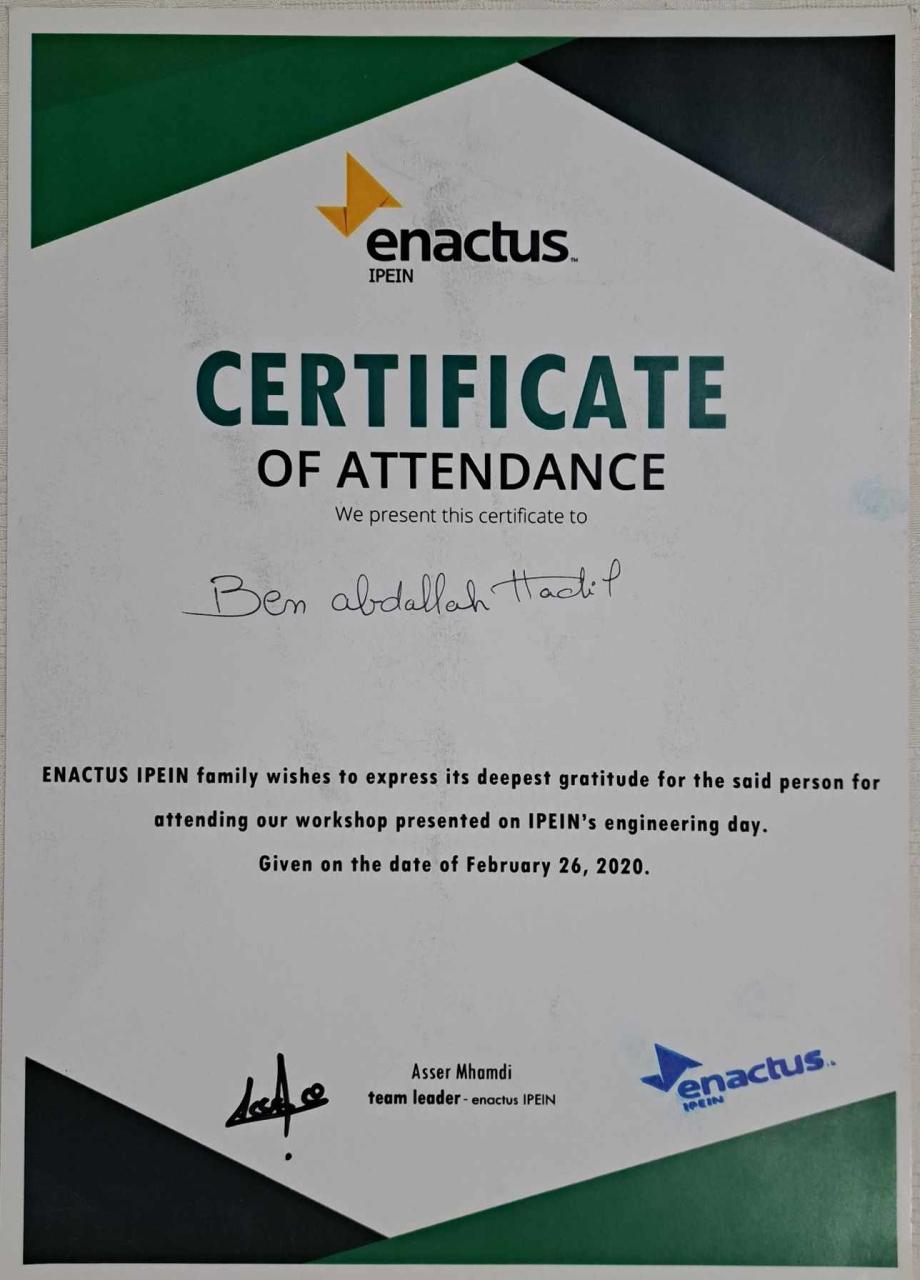 enactus
IPEIN
CERTIFICATE
OF ATTENDANCE
We present this certificate to
Ben abdallah Hadil
ENACTUS IPEIN family wishes to express its deepest gratitude for the said person for
attending our workshop presented on IPEIN's engineering day.
Given on the date of February 26, 2020.
Asser Mhamdi
team leader - enactus IPEIN
enactus
IPEIN